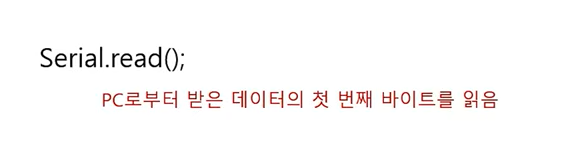 Serial.read();
PC로부터 받은 데이터의 첫 번째 바이트를 읽음